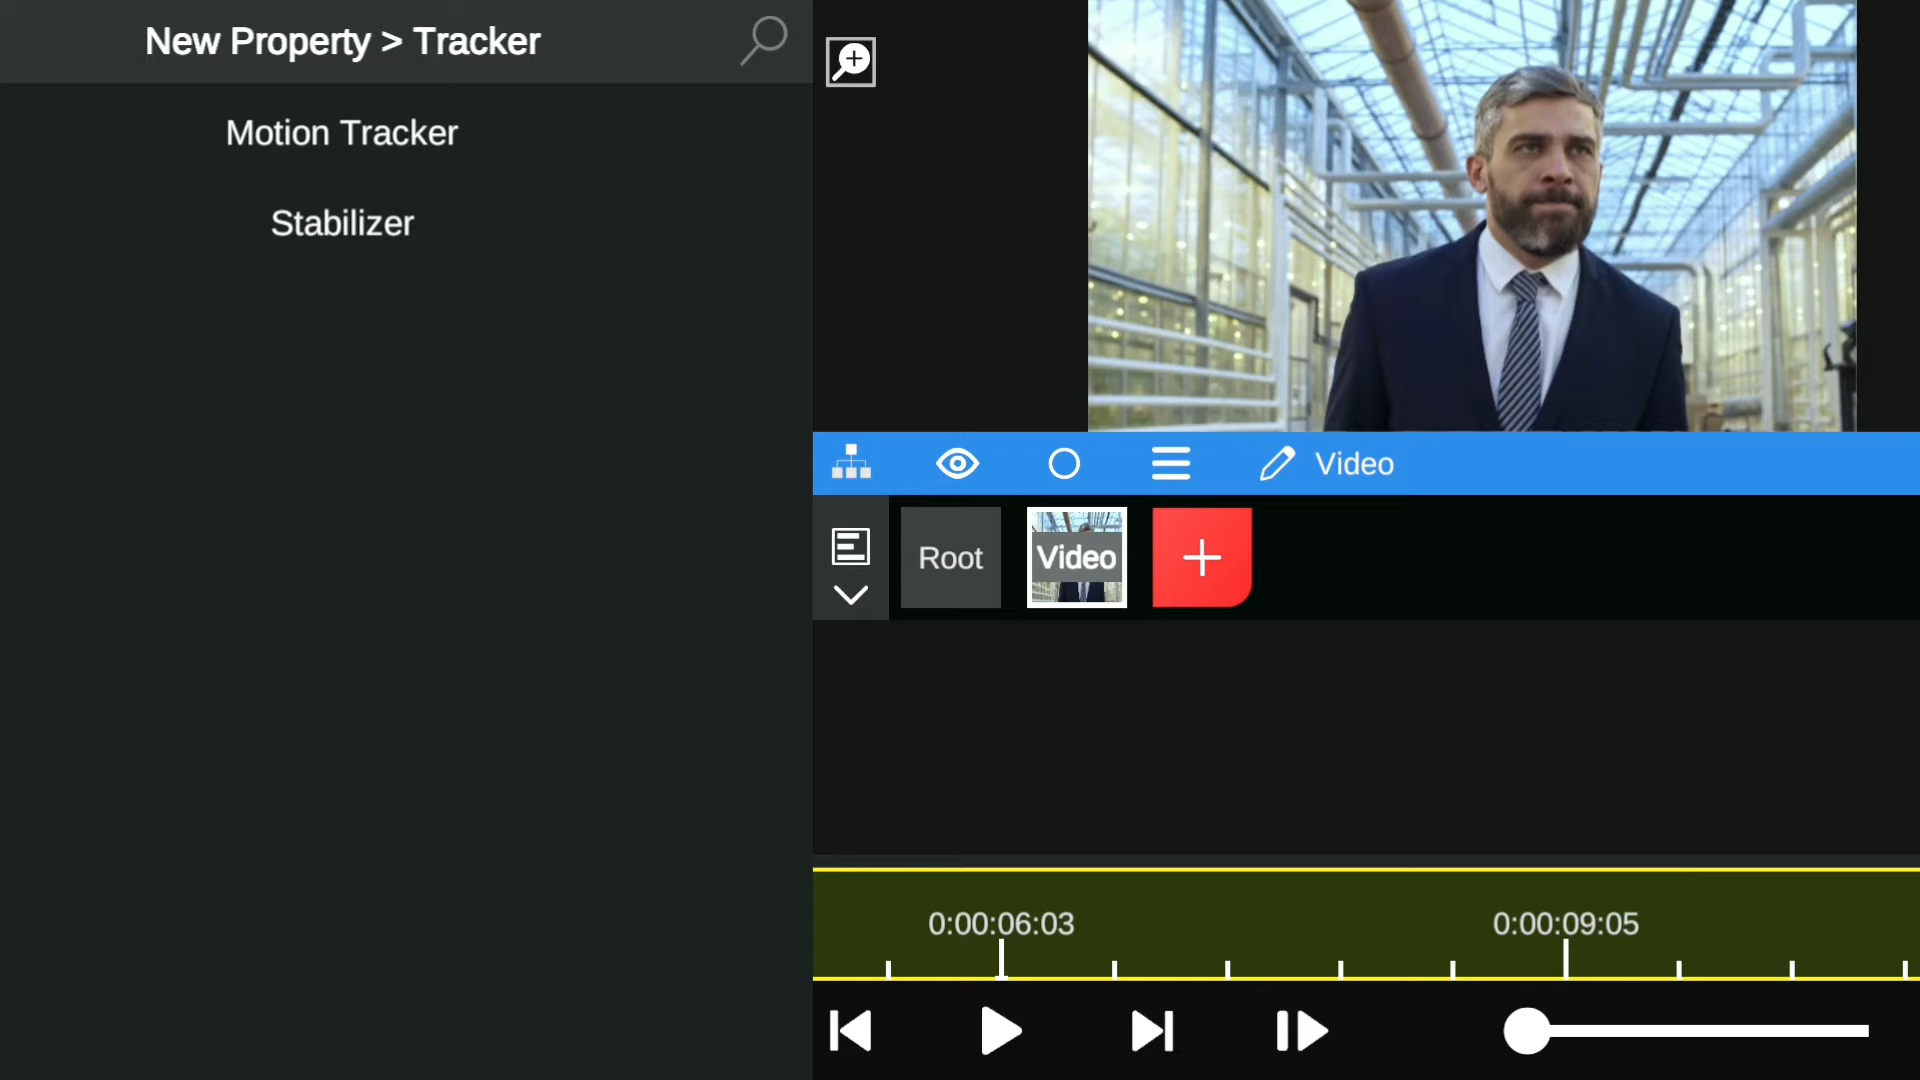 New Property > Tracker
Motion Tracker
Stabilizer
Video
Root
Video
0:00:06:03
0:00:09:05